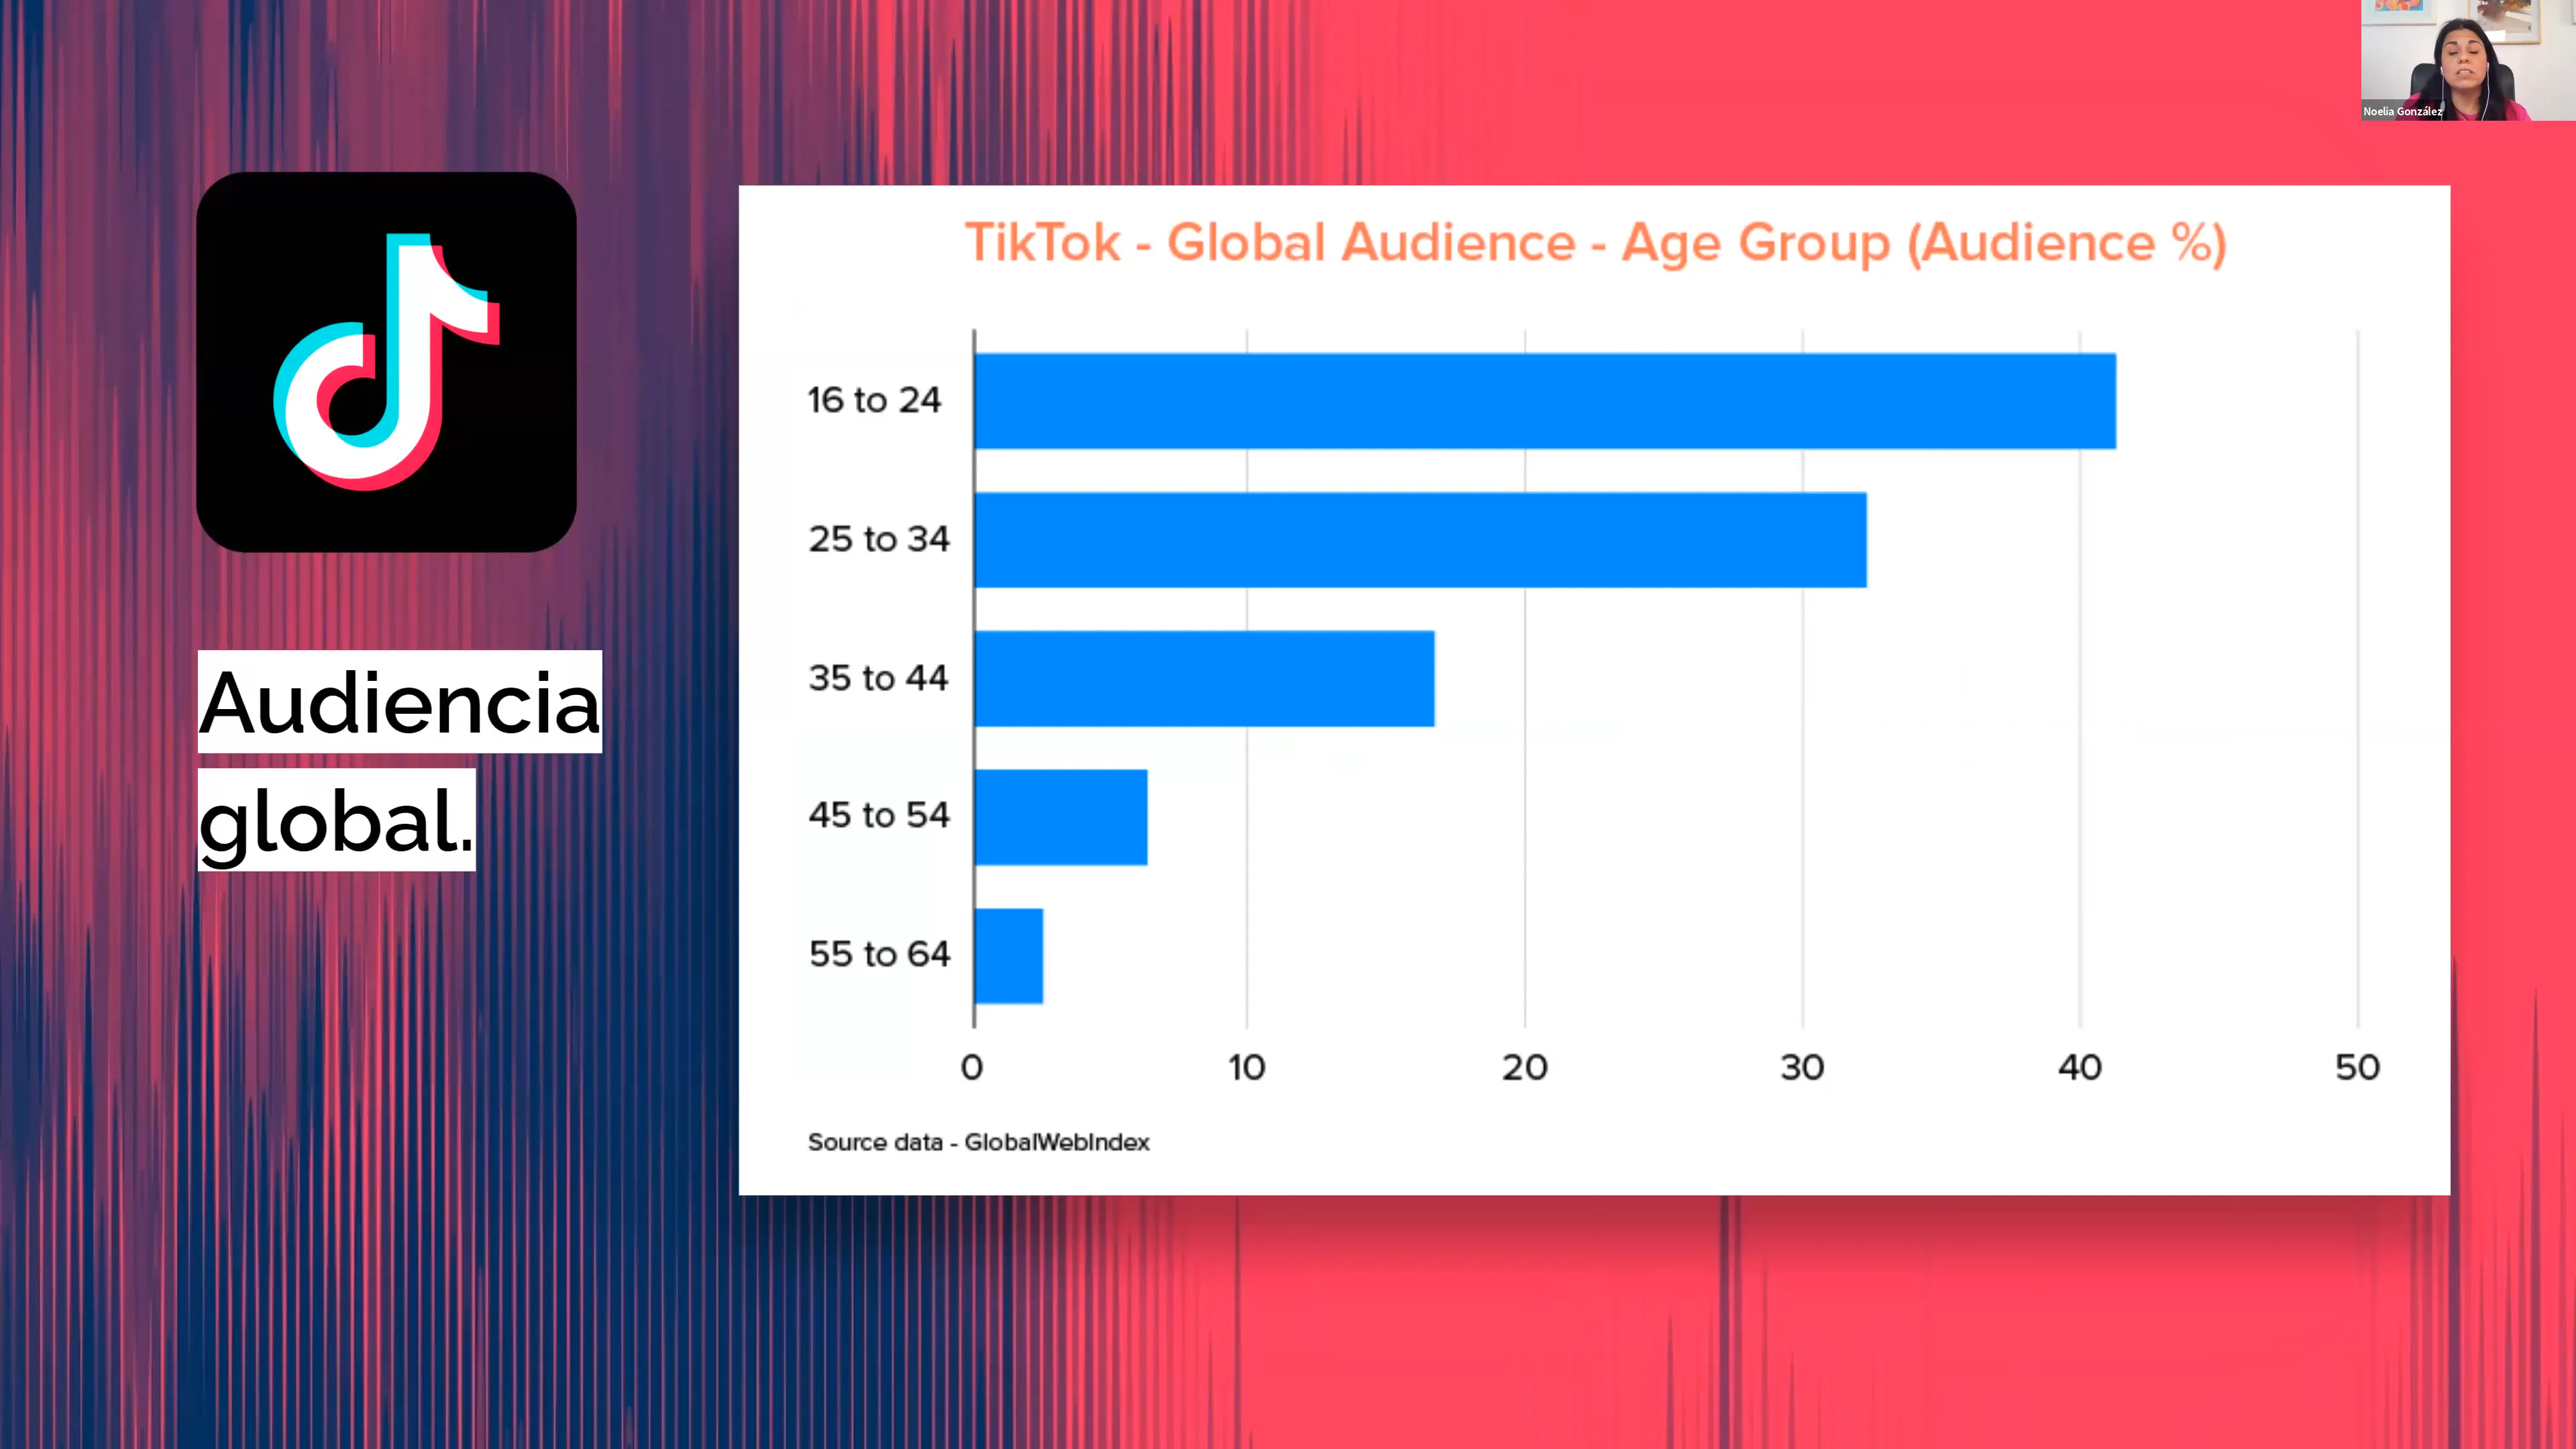 Noelia González
Audiencia
global.
TikTok - Global Audience - Age Group (Audience %)
16 to 24
25 to 34
35 to 44
45 to 54
55 to 64
0 10 20 30 40 50
Source data - GlobalWebIndex